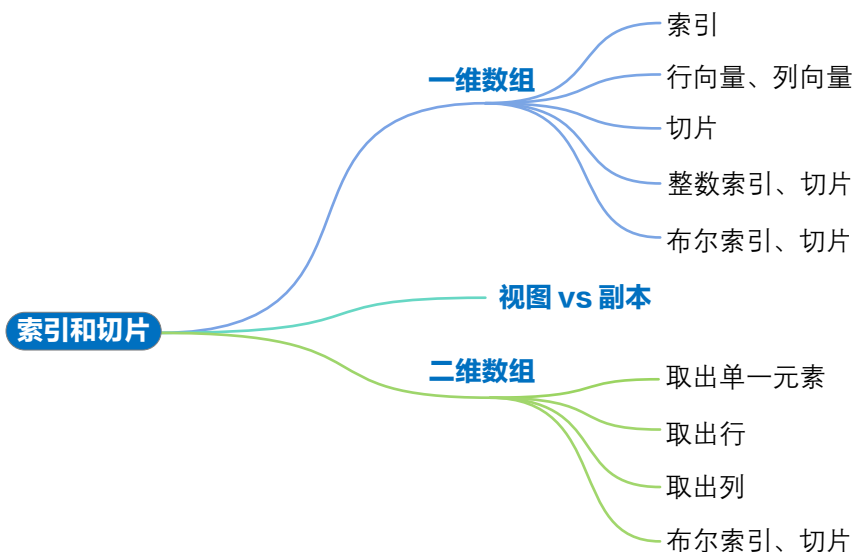 索引和切片
一维数组
索引
行向量、列向量
切片
整数索引、切片
布尔索引、切片
视图 vs 副本
二维数组
取出单一元素
取出行
取出列
布尔索引、切片